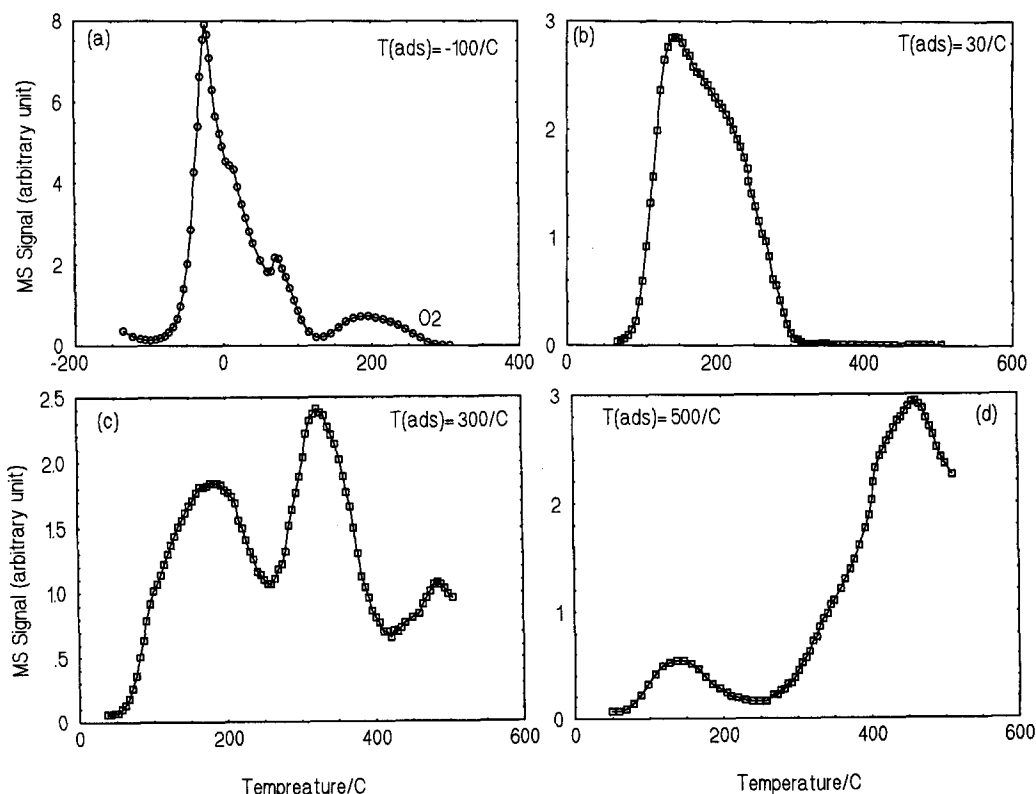 (a)
T(ads)=-100/C
O2
MS Signal (arbitrary unit)
8
6
4
2
0
-200
0
200
400
(b)
T(ads)=30/C
3
2
1
0
0
200
400
600
(c)
T(ads)=300/C
MS Signal (arbitrary unit)
2.5
2.0
1.5
1.0
.5
0
0
200
400
600
Tempreature/C
T(ads)=500/C
(d)
3
2
1
0
0
200
400
600
Temperature/C